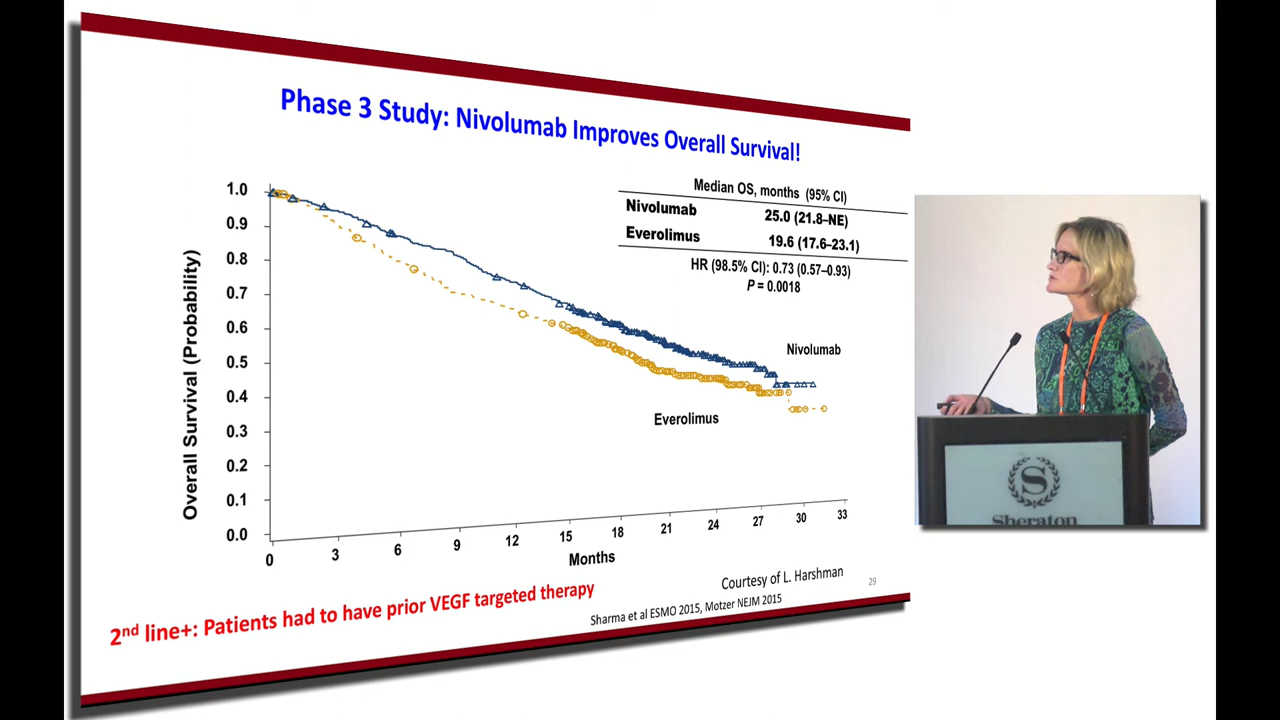 Phase 3 Study: Nivolumab Improves Overall Survival!
Median OS, months (95% CI)
Nivolumab 25.0 (21.8–NE)
Everolimus 19.6 (17.6–23.1)
HR (98.5% CI): 0.73 (0.57–0.93)
P = 0.0018
Overall Survival (Probability)
1.0
0.9
0.8
0.7
0.6
0.5
0.4
0.3
0.2
0.1
0.0
Nivolumab
Everolimus
0 3 6 9 12 15 18 21 24 27 30 33
Months
2nd line+: Patients had to have prior VEGF targeted therapy
Courtesy of L. Harshman
29
Sharma et al ESMO 2015, Motzer NEJM 2015
S
Sheraton